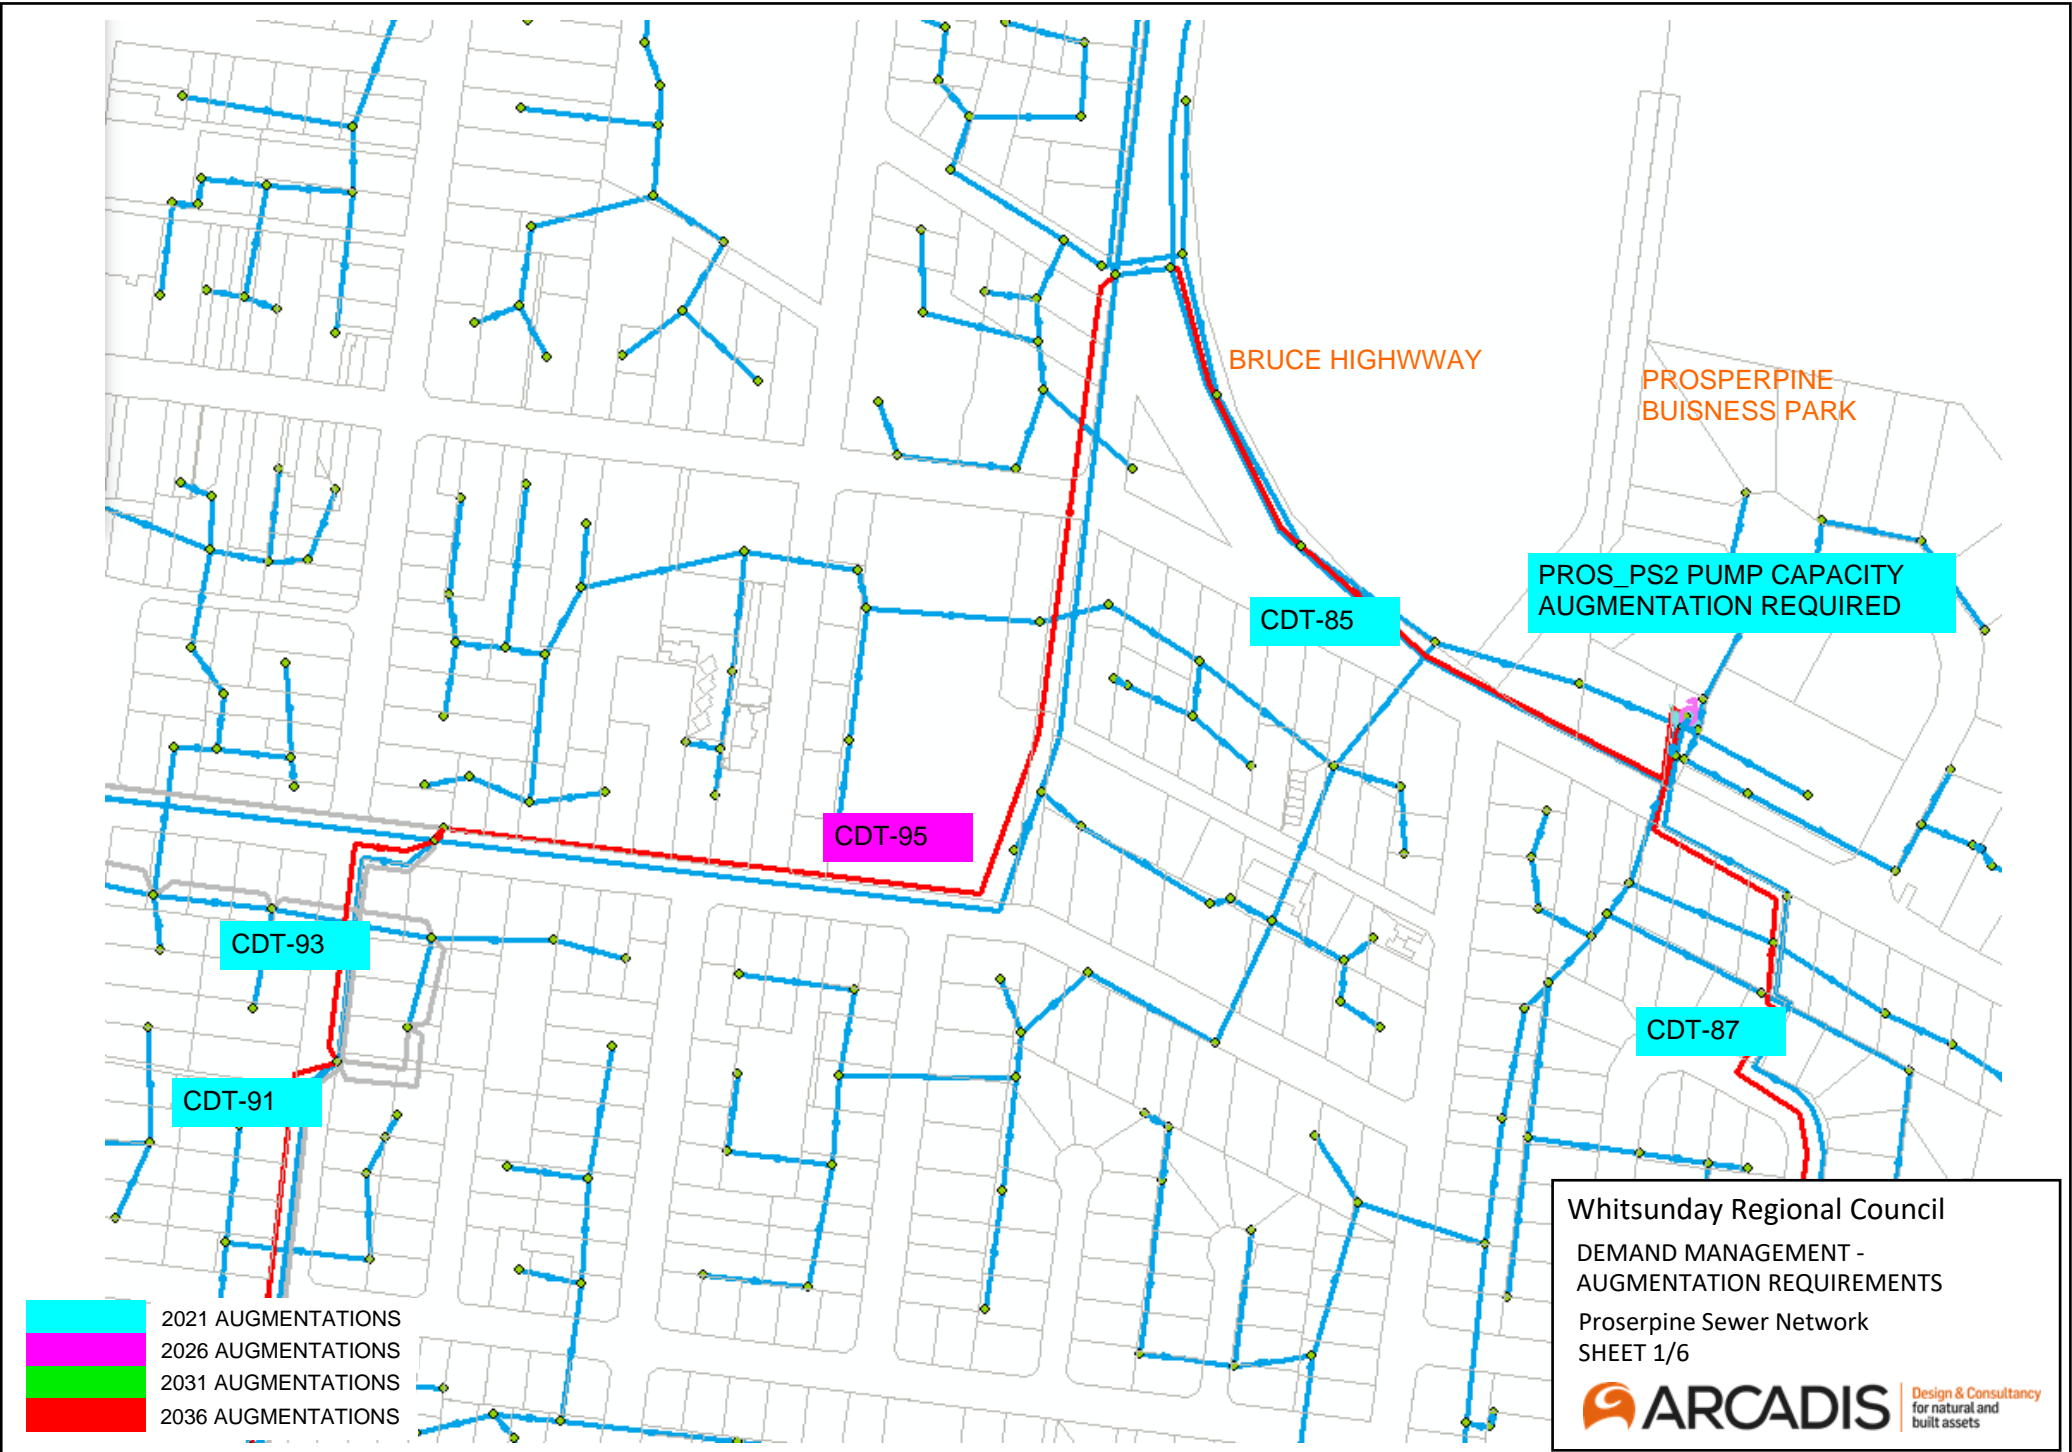 BRUCE HIGHWWAY
PROSPERPINE
BUISNESS PARK
PROS_PS2 PUMP CAPACITY
AUGMENTATION REQUIRED
CDT-85
CDT-95
CDT-93
CDT-87
CDT-91
2021 AUGMENTATIONS
2026 AUGMENTATIONS
2031 AUGMENTATIONS
2036 AUGMENTATIONS
Whitsunday Regional Council
DEMAND MANAGEMENT -
AUGMENTATION REQUIREMENTS
Proserpine Sewer Network
SHEET 1/6
ARCADIS
Design & Consultancy
for natural and
built assets